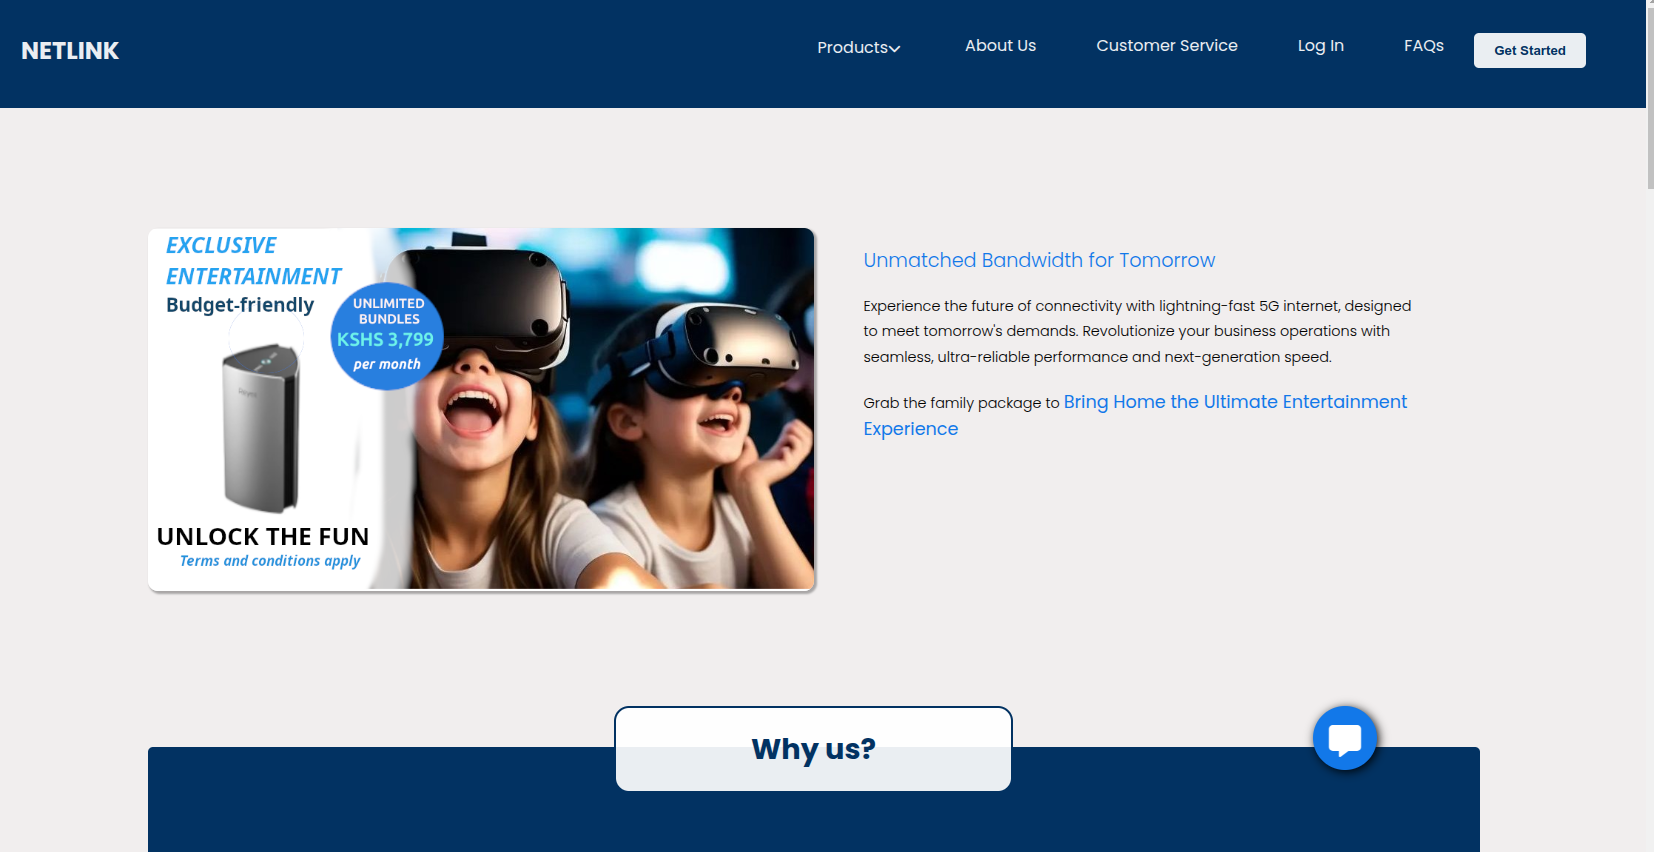 NETLINK
Products
About Us
Customer Service
Log In
FAQs
Get Started
EXCLUSIVE
ENTERTAINMENT
Budget-friendly
UNLIMITED
BUNDLES
KSHS 3,799
per month
UNLOCK THE FUN
Terms and conditions apply
Unmatched Bandwidth for Tomorrow
Experience the future of connectivity with lightning-fast 5G internet, designed
to meet tomorrow's demands. Revolutionize your business operations with
seamless, ultra-reliable performance and next-generation speed.
Grab the family package to Bring Home the Ultimate Entertainment
Experience
Why us?